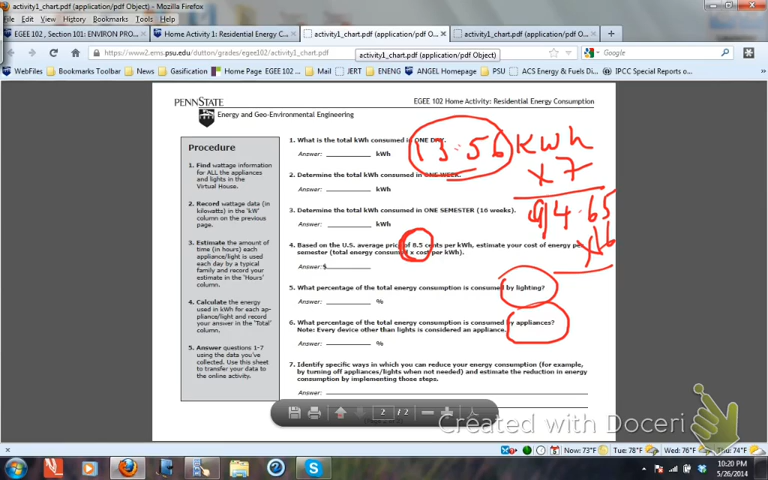 activity1_chart.pdf (application/pdf Object) - Mozilla Firefox
File Edit View History Bookmarks Tools Help
EGEE 102 , Section 101: ENVIRON PRO...
Home Activity 1: Residential Energy C...
activity1_chart.pdf (application/pdf O...
activity1_chart.pdf (application/pdf O...
https://www2.ems.psu.edu/dutton/grades/egee102/activity1_chart.pdf
activity1_chart.pdf (application/pdf Object)
Google
WebFiles Bookmarks Toolbar News Gasification Home Page EGEE 102 ... Mail JERT ENENG ANGEL Homepage PSU ACS Energy & Fuels Di... IPCC Special Reports o...
PENNSTATE
EGEE 102 Home Activity: Residential Energy Consumption
Energy and Geo-Environmental Engineering
Procedure
1. Find wattage information
for ALL the appliances
and lights in the
Virtual House.
2. Record wattage data (in
kilowatts) in the "kW"
column on the previous
page.
3. Estimate the amount of
time (in hours) each
appliance/light is used
each day by a typical
family and record your
estimate in the "Hours"
column.
4. Calculate the energy
used in kWh for each ap-
pliance/light and record
your answer in the "Total"
column.
5. Answer questions 1-7
using the data you've
collected. Use this sheet
to transfer your data to
the online activity.
1. What is the total kWh consumed in ONE DAY.
Answer: kWh
2. Determine the total kWh consumed in ONE WEEK.
Answer: kWh
3. Determine the total kWh consumed in ONE SEMESTER (16 weeks).
Answer: kWh
4. Based on the U.S. average price of 8.5 cents per kWh, estimate your cost of energy per
semester (total energy consumed x cost per kWh).
Answer: $
5. What percentage of the total energy consumption is consumed by lighting?
Answer: %
6. What percentage of the total energy consumption is consumed by appliances?
Note: Every device other than lights is considered an appliance.
Answer: %
7. Identify specific ways in which you can reduce your energy consumption (for example,
by turning off appliances/lights when not needed) and estimate the reduction in energy
consumption by implementing those steps.
Answer:
13.56 kwh
x7
94.65
x16
2 / 2
Created with Doceri
Now: 73°F Tue: 78°F Wed: 76°F Thu: 74°F
10:20 PM
5/26/2014